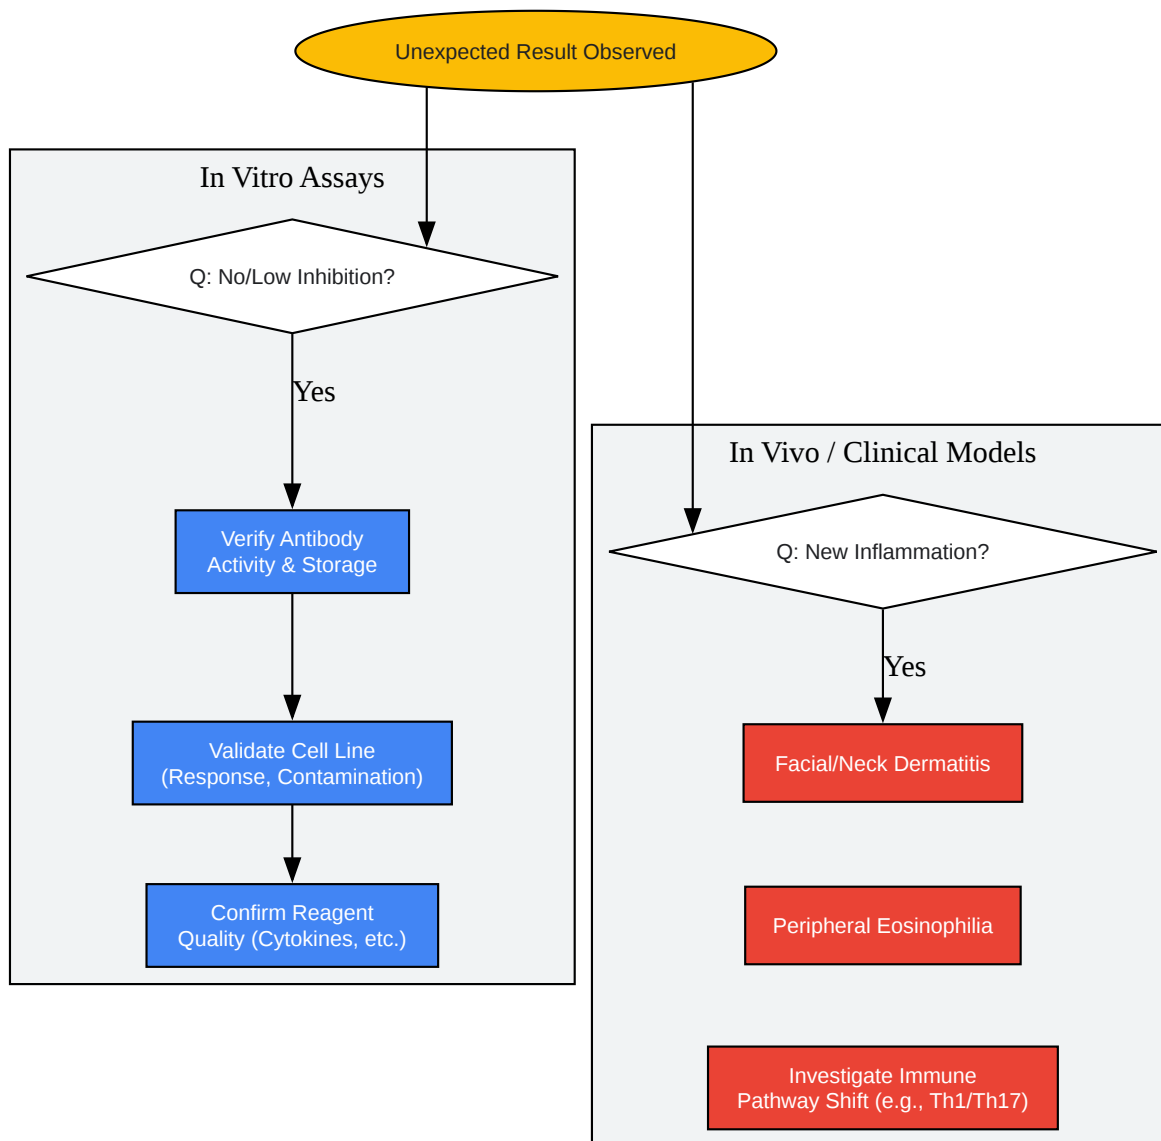 Unexpected Result Observed
In Vitro Assays
Q: No/Low Inhibition?
Yes
Verify Antibody
Activity & Storage
Validate Cell Line
(Response, Contamination)
Confirm Reagent
Quality (Cytokines, etc.)
In Vivo / Clinical Models
Q: New Inflammation?
Yes
Facial/Neck Dermatitis
Peripheral Eosinophilia
Investigate Immune
Pathway Shift (e.g., Th1/Th17)